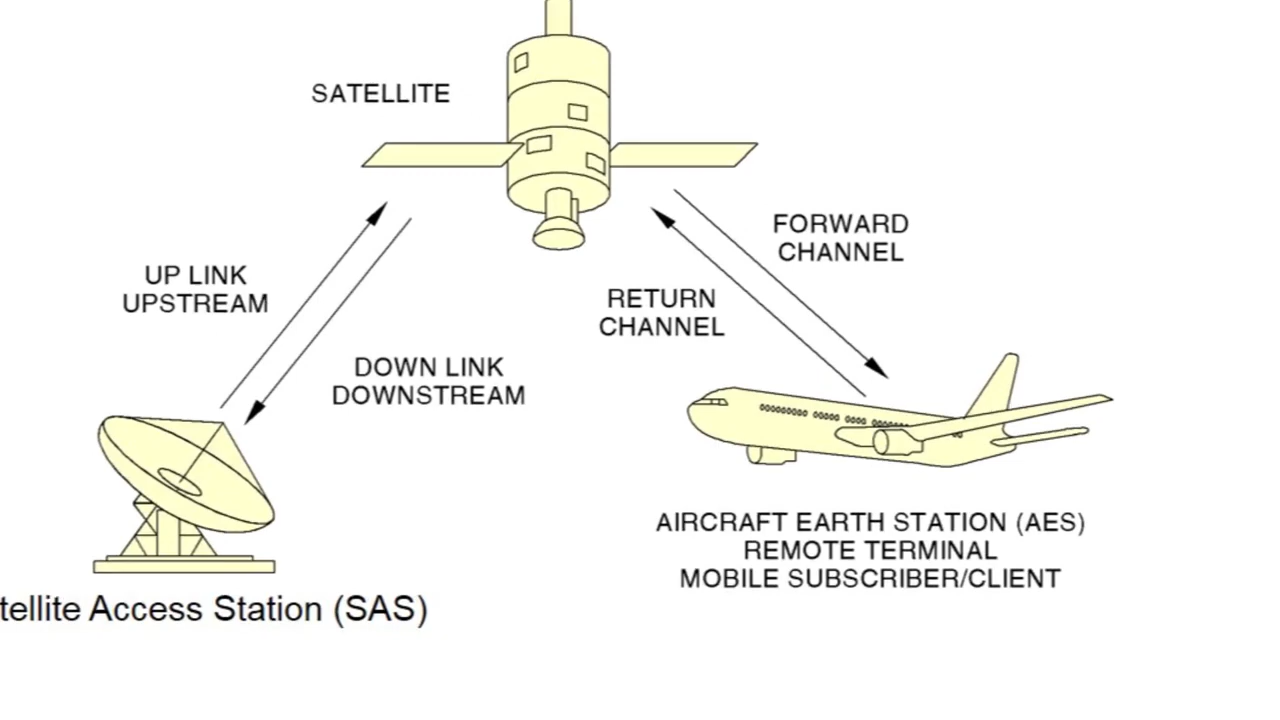 SATELLITE
FORWARD
CHANNEL
UP LINK
UPSTREAM
RETURN
CHANNEL
DOWN LINK
DOWNSTREAM
AIRCRAFT EARTH STATION (AES)
REMOTE TERMINAL
MOBILE SUBSCRIBER/CLIENT
tellite Access Station (SAS)